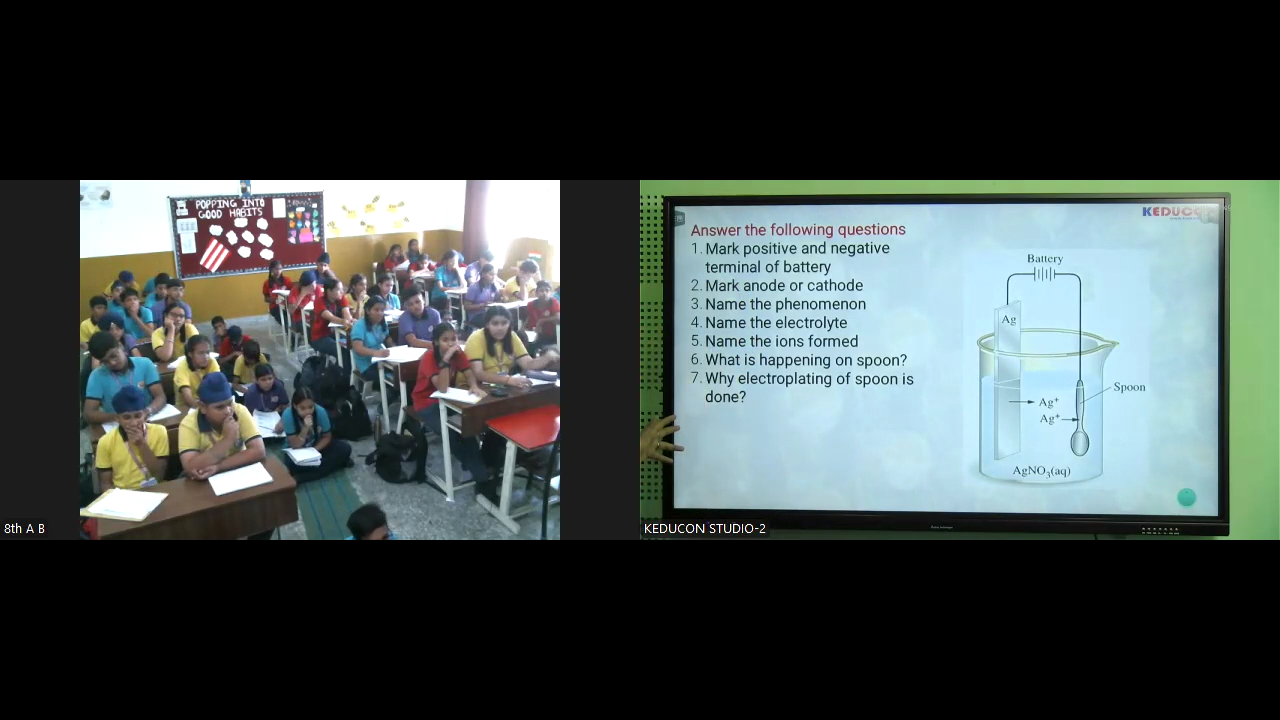 POPPING INTO
GOOD HABITS
8th A B
KEDUCON
Answer the following questions
1. Mark positive and negative
terminal of battery
2. Mark anode or cathode
3. Name the phenomenon
4. Name the electrolyte
5. Name the ions formed
6. What is happening on spoon?
7. Why electroplating of spoon is
done?
Battery
Ag
Spoon
Ag⁺
Ag⁺
AgNO₃(aq)
KEDUCON STUDIO-2